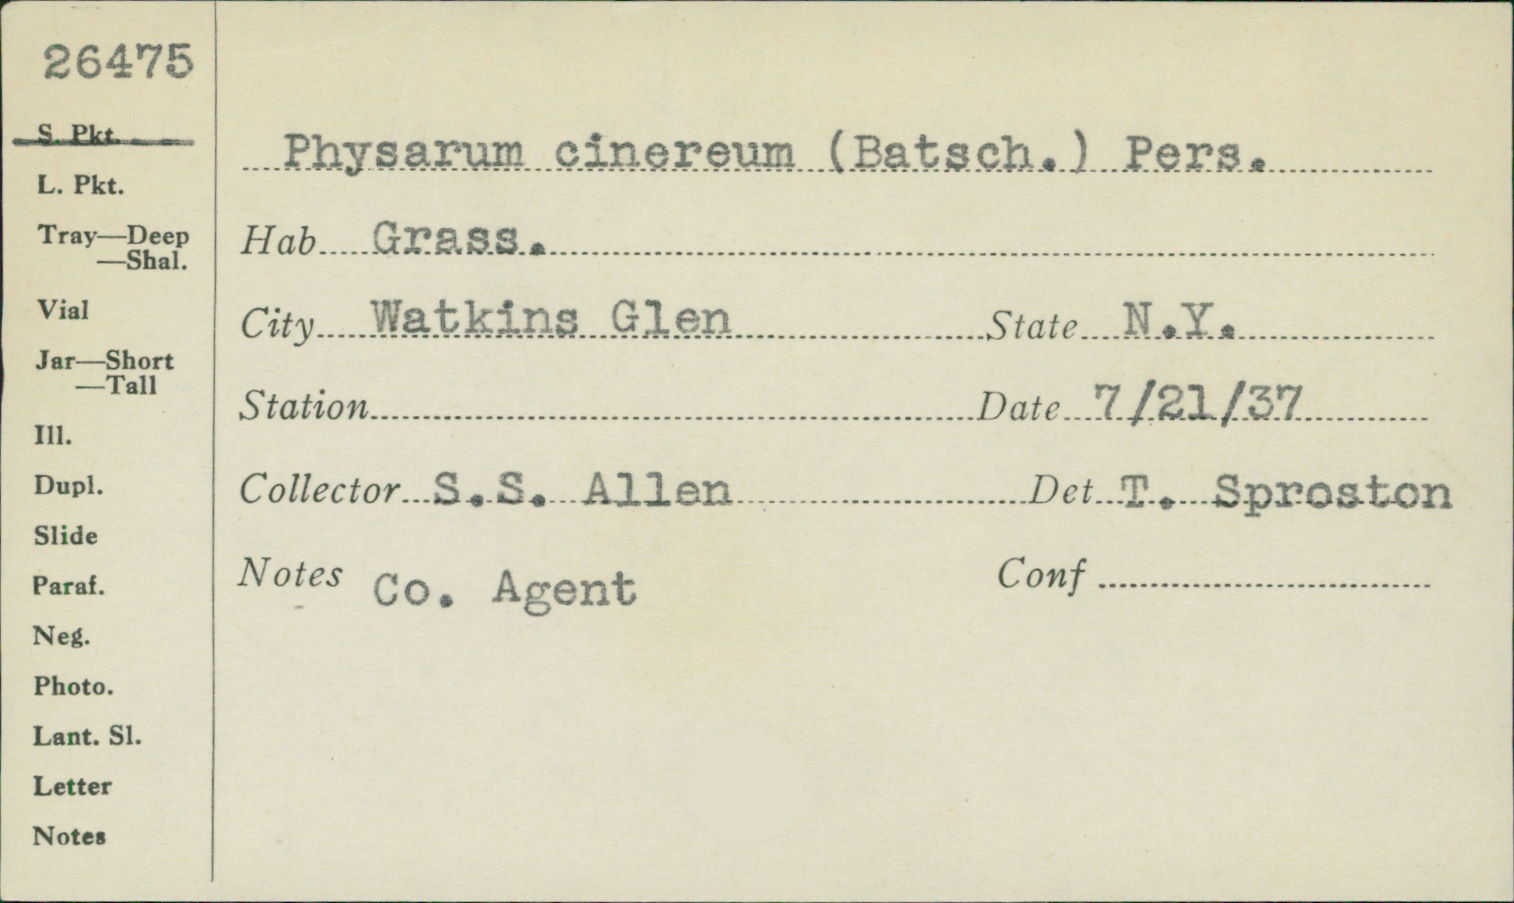 26475
S. Pkt.
L. Pkt.
Tray—Deep
—Shal.
Vial
Jar—Short
—Tall
Ill.
Dupl.
Slide
Paraf.
Neg.
Photo.
Lant. Sl.
Letter
Notes
Physarum cinereum (Batsch.) Pers.
Hab Grass.
City Watkins Glen State N.Y.
Station Date 7/21/37
Collector S.S. Allen Det T. Sproston
Notes Co. Agent Conf